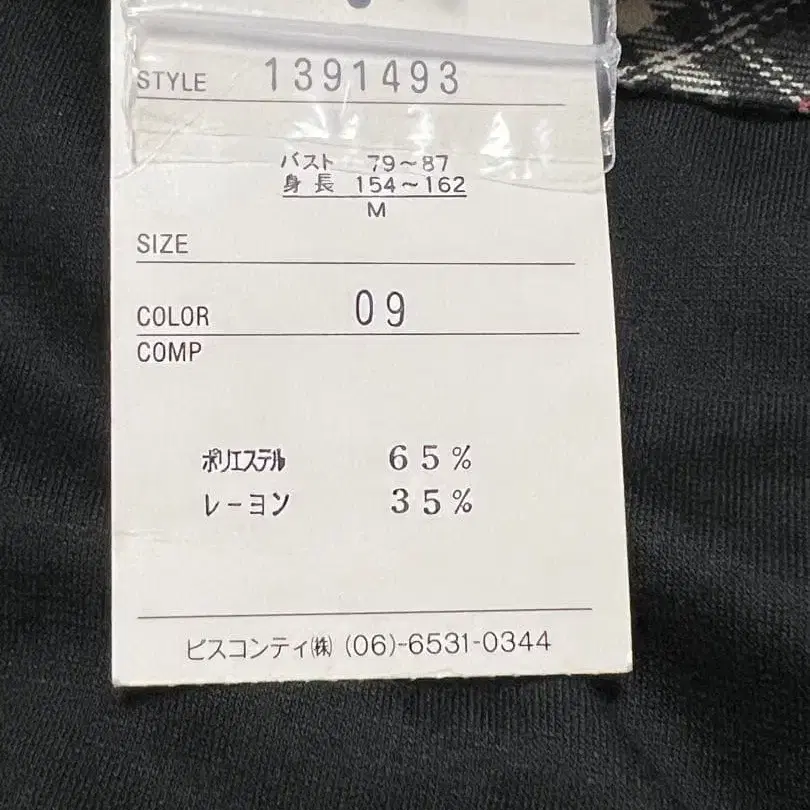 STYLE 1391493
バスト 79~87
身長 154~162
M
SIZE
COLOR 09
COMP
ポリエステル 65%
レーヨン 35%
ビスコンティ㈱ (06)-6531-0344